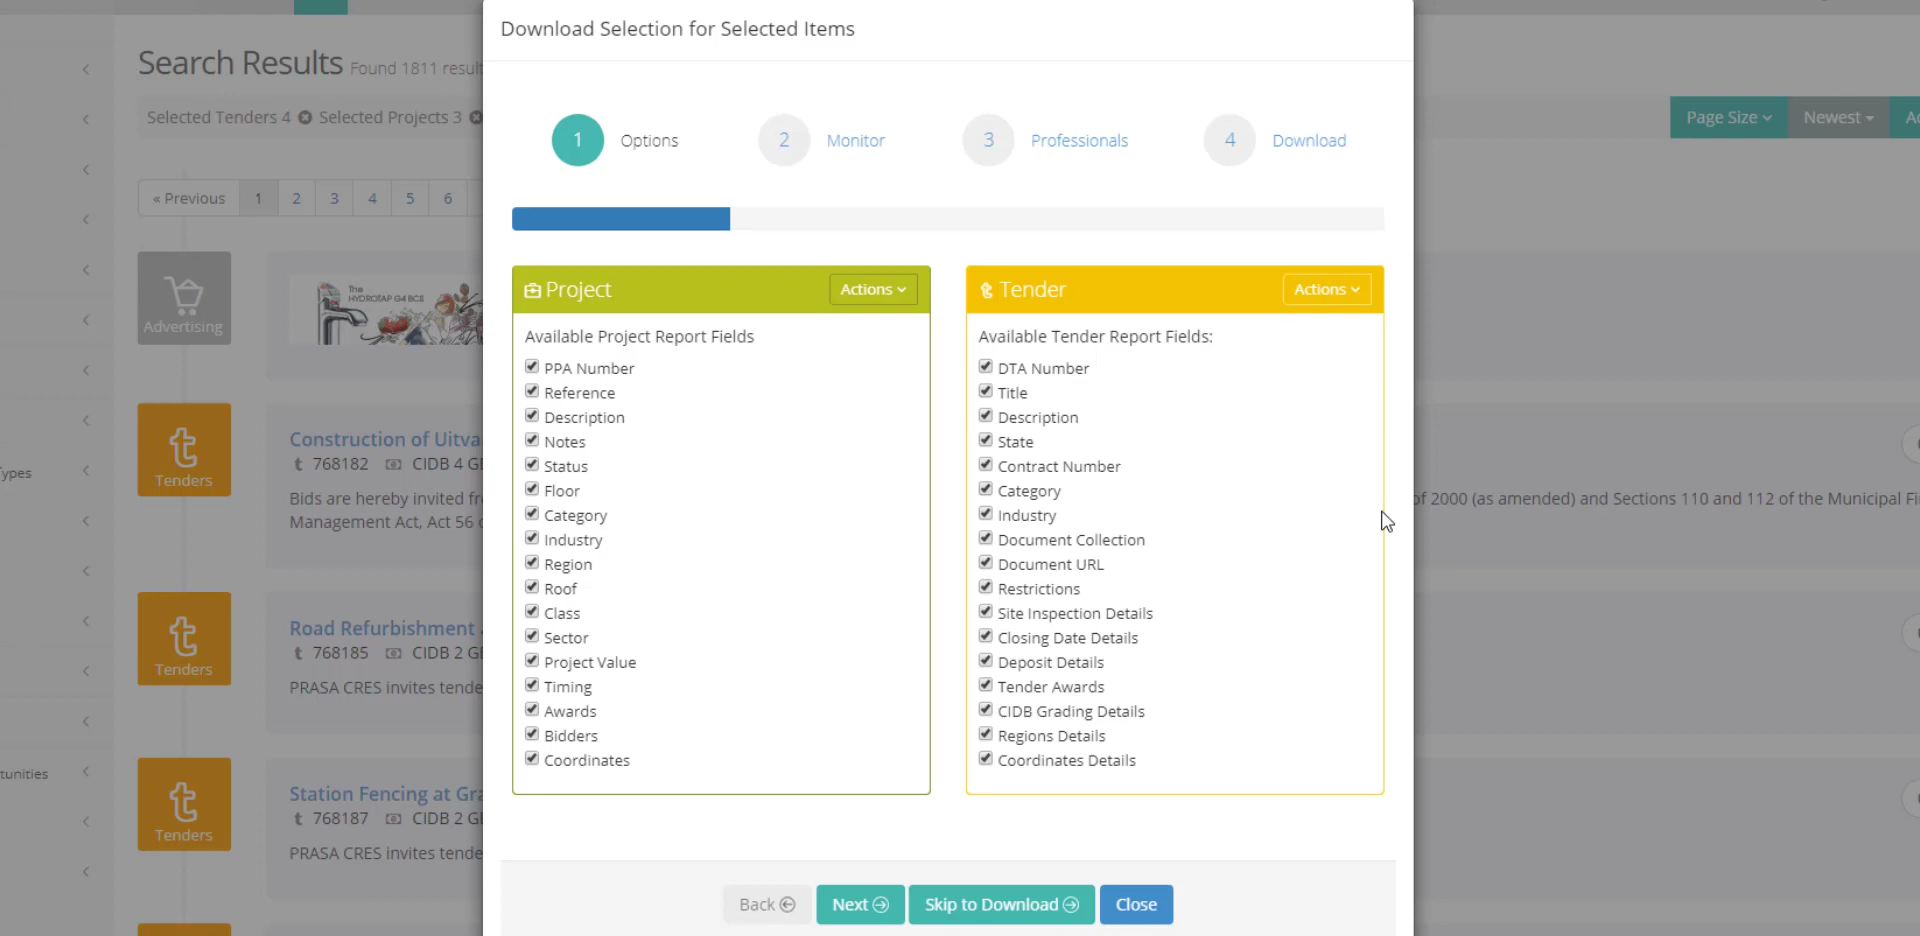 Download Selection for Selected Items
Search Results Found 1811 result
Selected Tenders 4 Selected Projects 3
Page Size Newest
1 Options 2 Monitor 3 Professionals 4 Download
« Previous 1 2 3 4 5 6
Advertising
The
HYDROTAP G4 BCS
Project Actions
Available Project Report Fields
PPA Number
Reference
Description
Notes
Status
Floor
Category
Industry
Region
Roof
Class
Sector
Project Value
Timing
Awards
Bidders
Coordinates
Tender Actions
Available Tender Report Fields:
DTA Number
Title
Description
State
Contract Number
Category
Industry
Document Collection
Document URL
Restrictions
Site Inspection Details
Closing Date Details
Deposit Details
Tender Awards
CIDB Grading Details
Regions Details
Coordinates Details
Tenders
Construction of Uitva
768182 CIDB 4 G
Bids are hereby invited fr
Management Act, Act 56 o
of 2000 (as amended) and Sections 110 and 112 of the Municipal Fi
ypes
Tenders
Road Refurbishment
768185 CIDB 2 G
PRASA CRES invites tende
Tenders
Station Fencing at Gra
768187 CIDB 2 G
PRASA CRES invites tende
tunities
Back Next Skip to Download Close